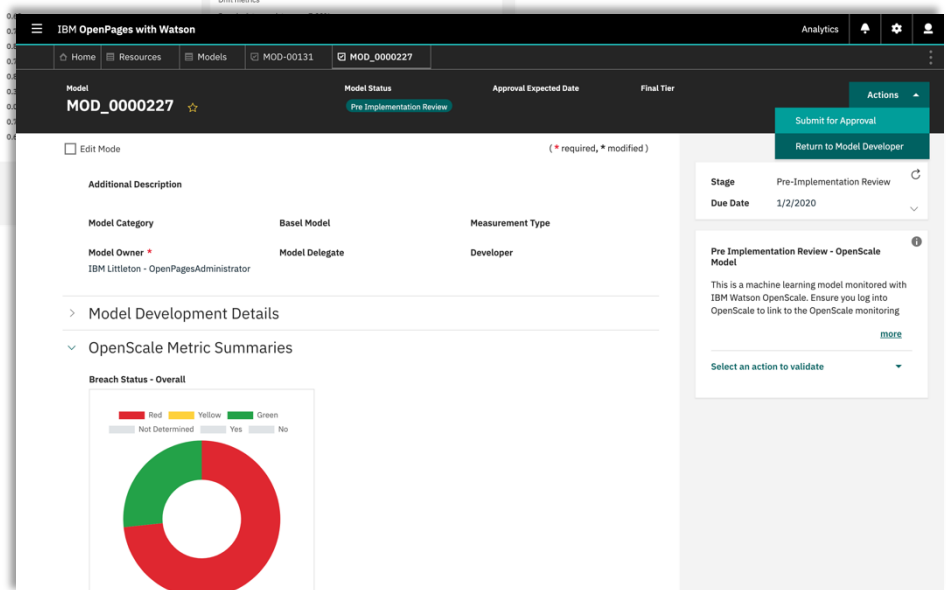 IBM OpenPages with Watson
Analytics
Home
Resources
Models
MOD-00131
MOD_0000227
Model
MOD_0000227
Model Status
Pre Implementation Review
Approval Expected Date
Final Tier
Actions
Submit for Approval
Return to Model Developer
Edit Mode
( * required, * modified )
Additional Description
Model Category
Basel Model
Measurement Type
Model Owner *
IBM Littleton - OpenPagesAdministrator
Model Delegate
Developer
Model Development Details
OpenScale Metric Summaries
Breach Status - Overall
Red
Yellow
Green
Not Determined
Yes
No
Stage
Pre-Implementation Review
Due Date
1/2/2020
Pre Implementation Review - OpenScale
Model
This is a machine learning model monitored with
IBM Watson OpenScale. Ensure you log into
OpenScale to link to the OpenScale monitoring
more
Select an action to validate